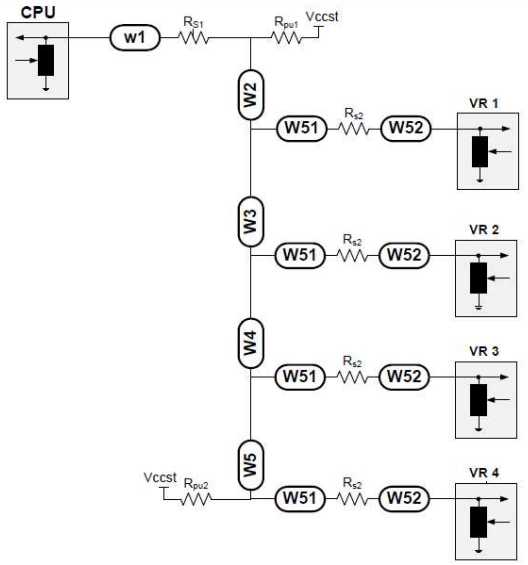 CPU
w1
RS1
Rpu1
Vccst
W2
VR 1
W51
Rs2
W52
W3
VR 2
W51
Rs2
W52
W4
VR 3
W51
Rs2
W52
W5
VR 4
Vccst
Rpu2
W51
Rs2
W52